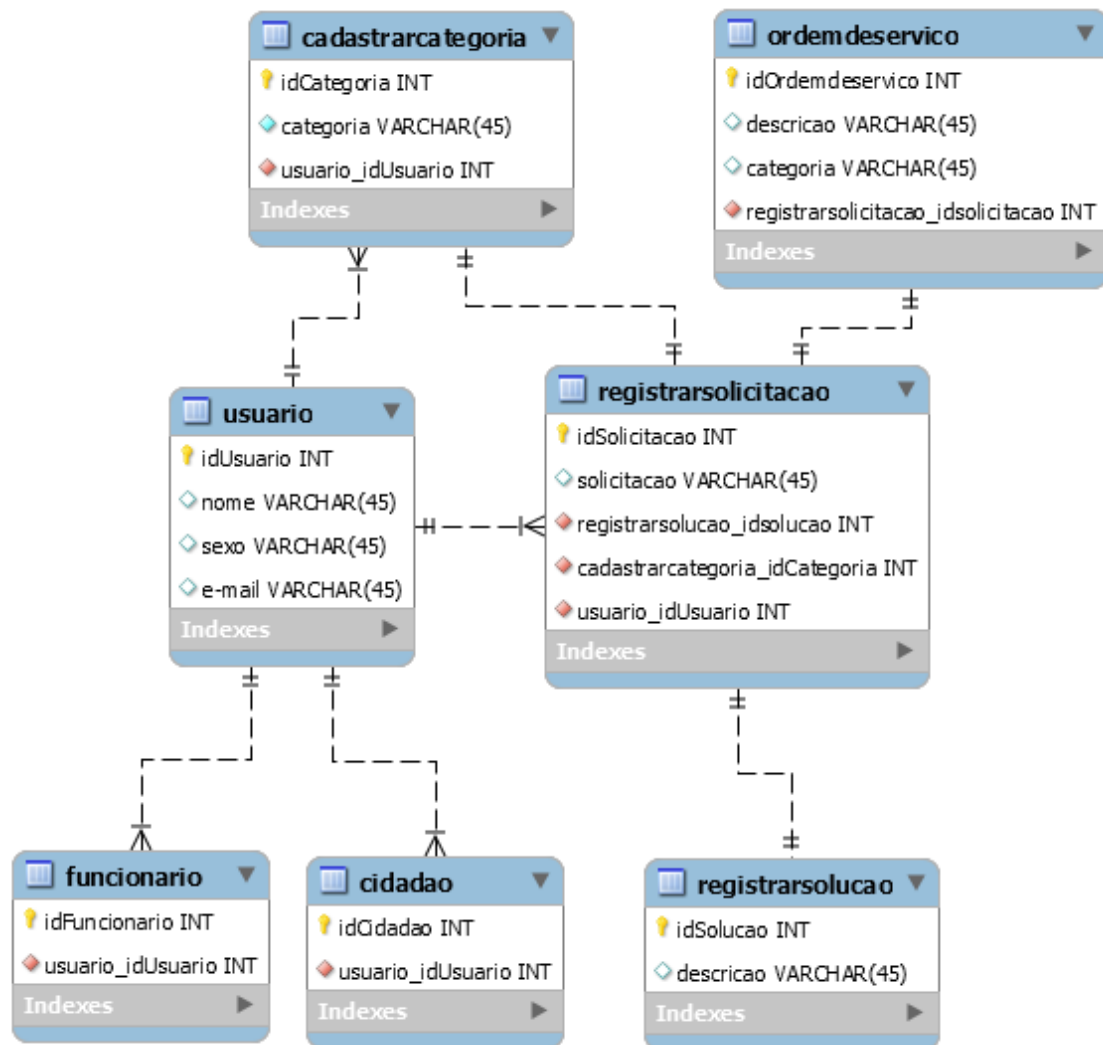 cadastrarcategoria
idCategoria INT
categoria VARCHAR(45)
usuario_idUsuario INT
Indexes
ordemdeservico
idOrdemdeservico INT
descricao VARCHAR(45)
categoria VARCHAR(45)
registrarsolicitacao_idsolicitacao INT
Indexes
usuario
idUsuario INT
nome VARCHAR(45)
sexo VARCHAR(45)
e-mail VARCHAR(45)
Indexes
registrarsolicitacao
idSolicitacao INT
solicitacao VARCHAR(45)
registrarsolucao_idsolucao INT
cadastrarcategoria_idCategoria INT
usuario_idUsuario INT
Indexes
funcionario
idFuncionario INT
usuario_idUsuario INT
Indexes
cidadao
idCidadao INT
usuario_idUsuario INT
Indexes
registrarsolucao
idSolucao INT
descricao VARCHAR(45)
Indexes